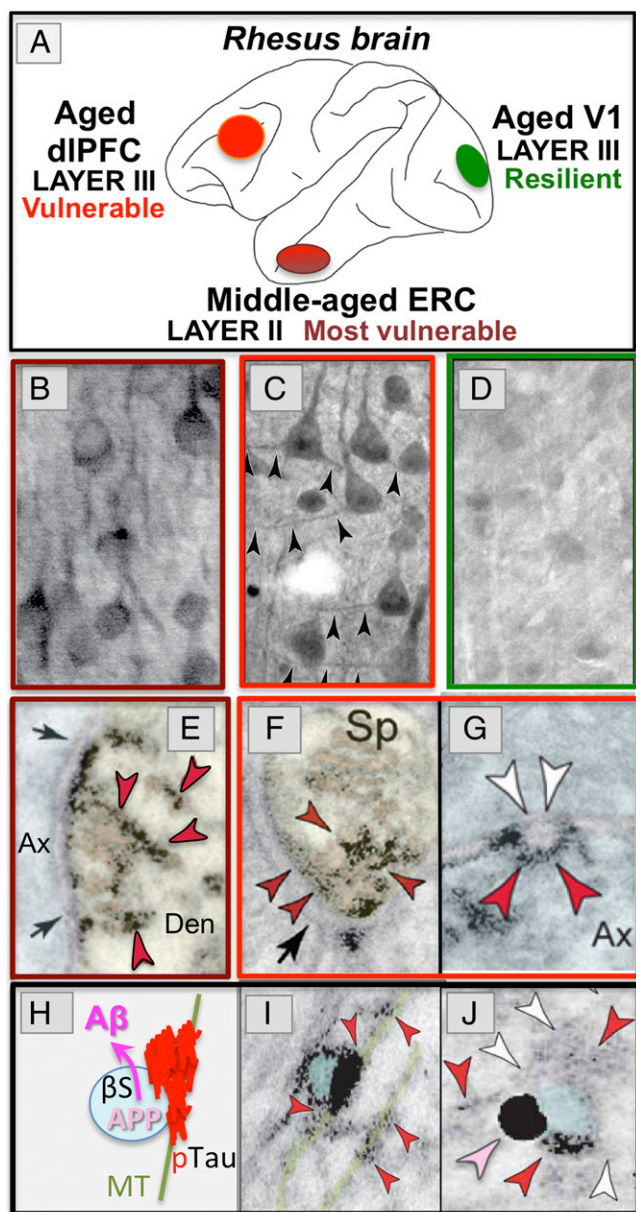 A
Rhesus brain
Aged
dlPFC
LAYER III
Vulnerable
Aged V1
LAYER III
Resilient
Middle-aged ERC
LAYER II Most vulnerable
B
C
D
E
Ax
Den
F
Sp
G
Ax
H
Aβ
βS
APP
pTau
MT
I
J